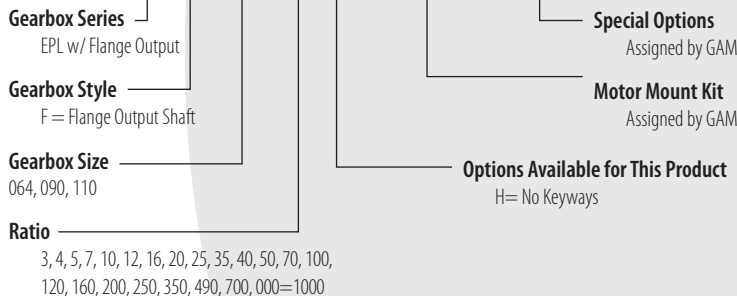 Gearbox Series
EPL w/ Flange Output
Gearbox Style
F = Flange Output Shaft
Gearbox Size
064, 090, 110
Ratio
3, 4, 5, 7, 10, 12, 16, 20, 25, 35, 40, 50, 70, 100,
120, 160, 200, 250, 350, 490, 700, 000=1000
Special Options
Assigned by GAM
Motor Mount Kit
Assigned by GAM
Options Available for This Product
H= No Keyways